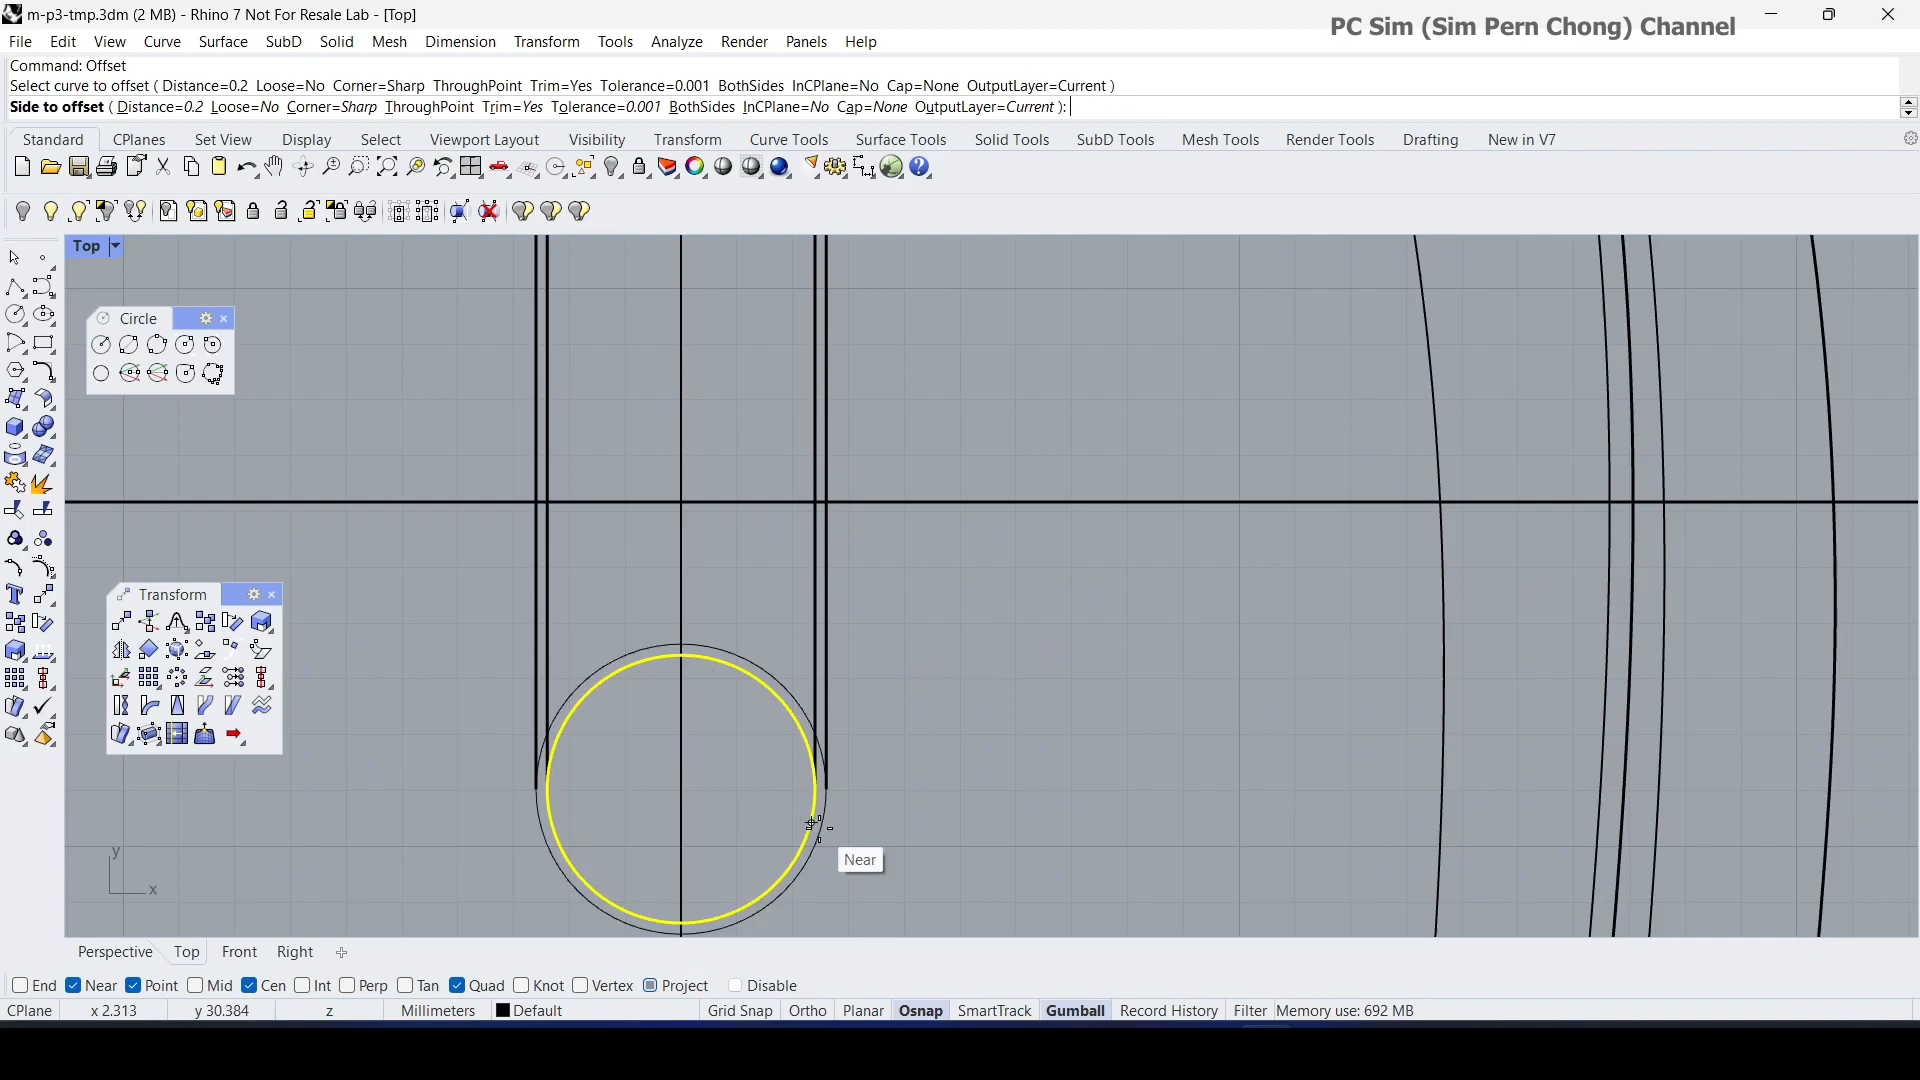 m-p3-tmp.3dm (2 MB) - Rhino 7 Not For Resale Lab - [Top]
PC Sim (Sim Pern Chong) Channel
File Edit View Curve Surface SubD Solid Mesh Dimension Transform Tools Analyze Render Panels Help
Command: Offset
Select curve to offset ( Distance=0.2 Loose=No Corner=Sharp ThroughPoint Trim=Yes Tolerance=0.001 BothSides InCPlane=No Cap=None OutputLayer=Current )
Side to offset ( Distance=0.2 Loose=No Corner=Sharp ThroughPoint Trim=Yes Tolerance=0.001 BothSides InCPlane=No Cap=None OutputLayer=Current ):
Standard CPlanes Set View Display Select Viewport Layout Visibility Transform Curve Tools Surface Tools Solid Tools SubD Tools Mesh Tools Render Tools Drafting New in V7
Top
Circle
Transform
Near
y
x
Perspective Top Front Right
End Near Point Mid Cen Int Perp Tan Quad Knot Vertex Project Disable
CPlane x 2.313 y 30.384 z Millimeters Default Grid Snap Ortho Planar Osnap SmartTrack Gumball Record History Filter Memory use: 692 MB